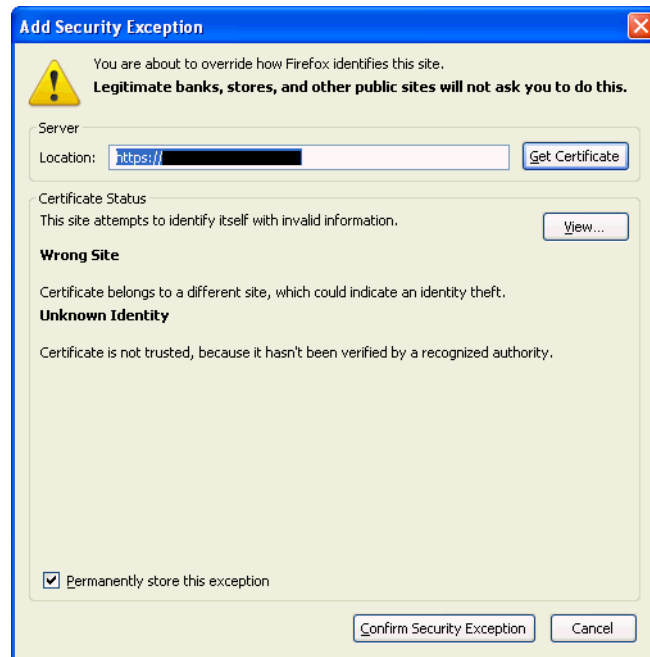 Add Security Exception
You are about to override how Firefox identifies this site.
Legitimate banks, stores, and other public sites will not ask you to do this.
Server
Location: https:// Get Certificate
Certificate Status
This site attempts to identify itself with invalid information.
View...
Wrong Site
Certificate belongs to a different site, which could indicate an identity theft.
Unknown Identity
Certificate is not trusted, because it hasn't been verified by a recognized authority.
Permanently store this exception
Confirm Security Exception Cancel